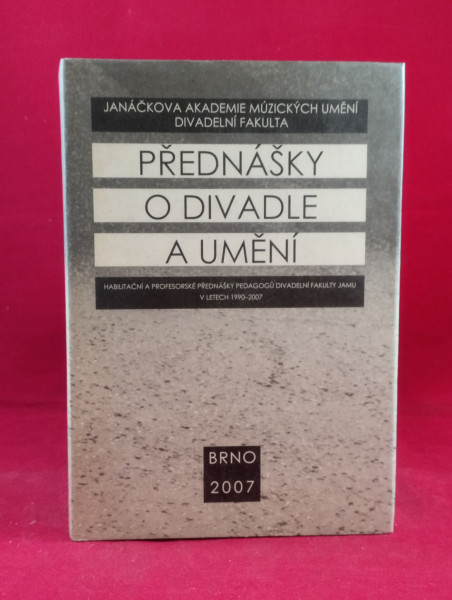 JANÁČKOVA AKADEMIE MÚZICKÝCH UMĚNÍ
DIVADELNÍ FAKULTA
PŘEDNÁŠKY
O DIVADLE
A UMĚNÍ
HABILITAČNÍ A PROFESORSKÉ PŘEDNÁŠKY PEDAGOGŮ DIVADELNÍ FAKULTY JAMU
V LETECH 1990–2007
BRNO
2007